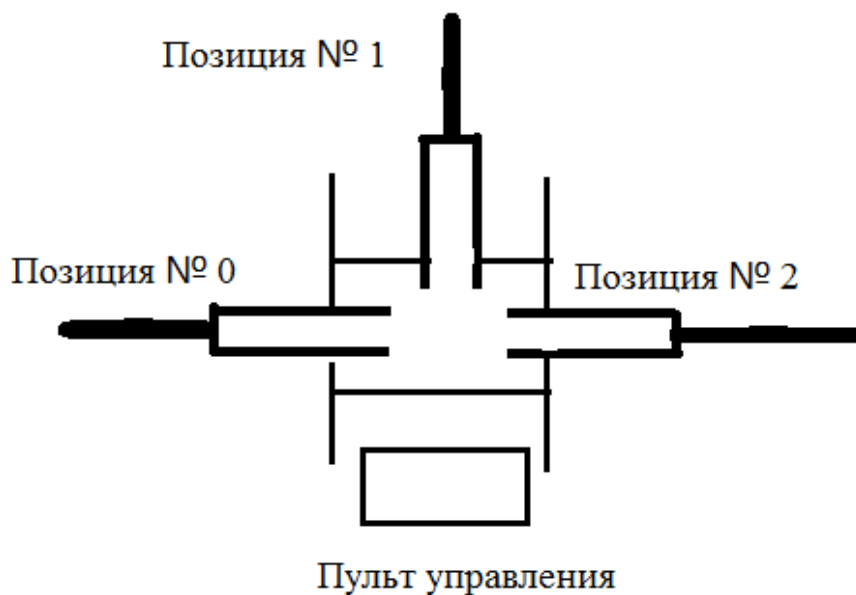 Позиция № 1
Позиция № 0
Позиция № 2
Пульт управления